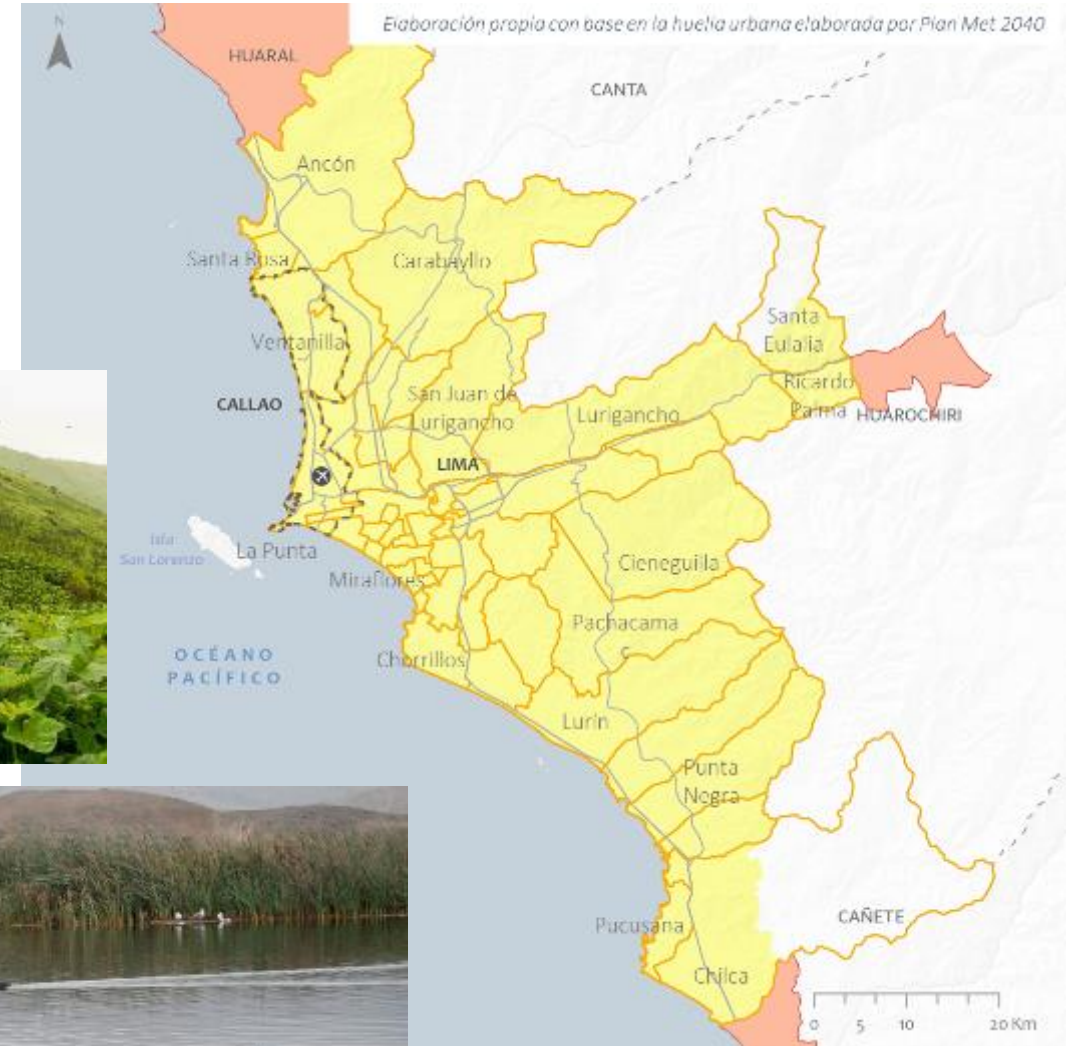 Elaboración propia con base en la huella urbana elaborada por Plan Met 2040
N
HUARAL
CANTA
Ancón
Santa Rosa
Carabayllo
Santa
Eulalia
Ventanilla
San Juan de
Lurigancho
Ricardo
Palma
CALLAO
Lurigancho
HUAROCHIRI
LIMA
Isla
San Lorenzo
La Punta
Cieneguilla
Miraflores
Pachacama
c
OCÉANO
PACÍFICO
Chorrillos
Lurín
Punta
Negra
Pucusana
CAÑETE
Chilca
0 5 10 20 Km